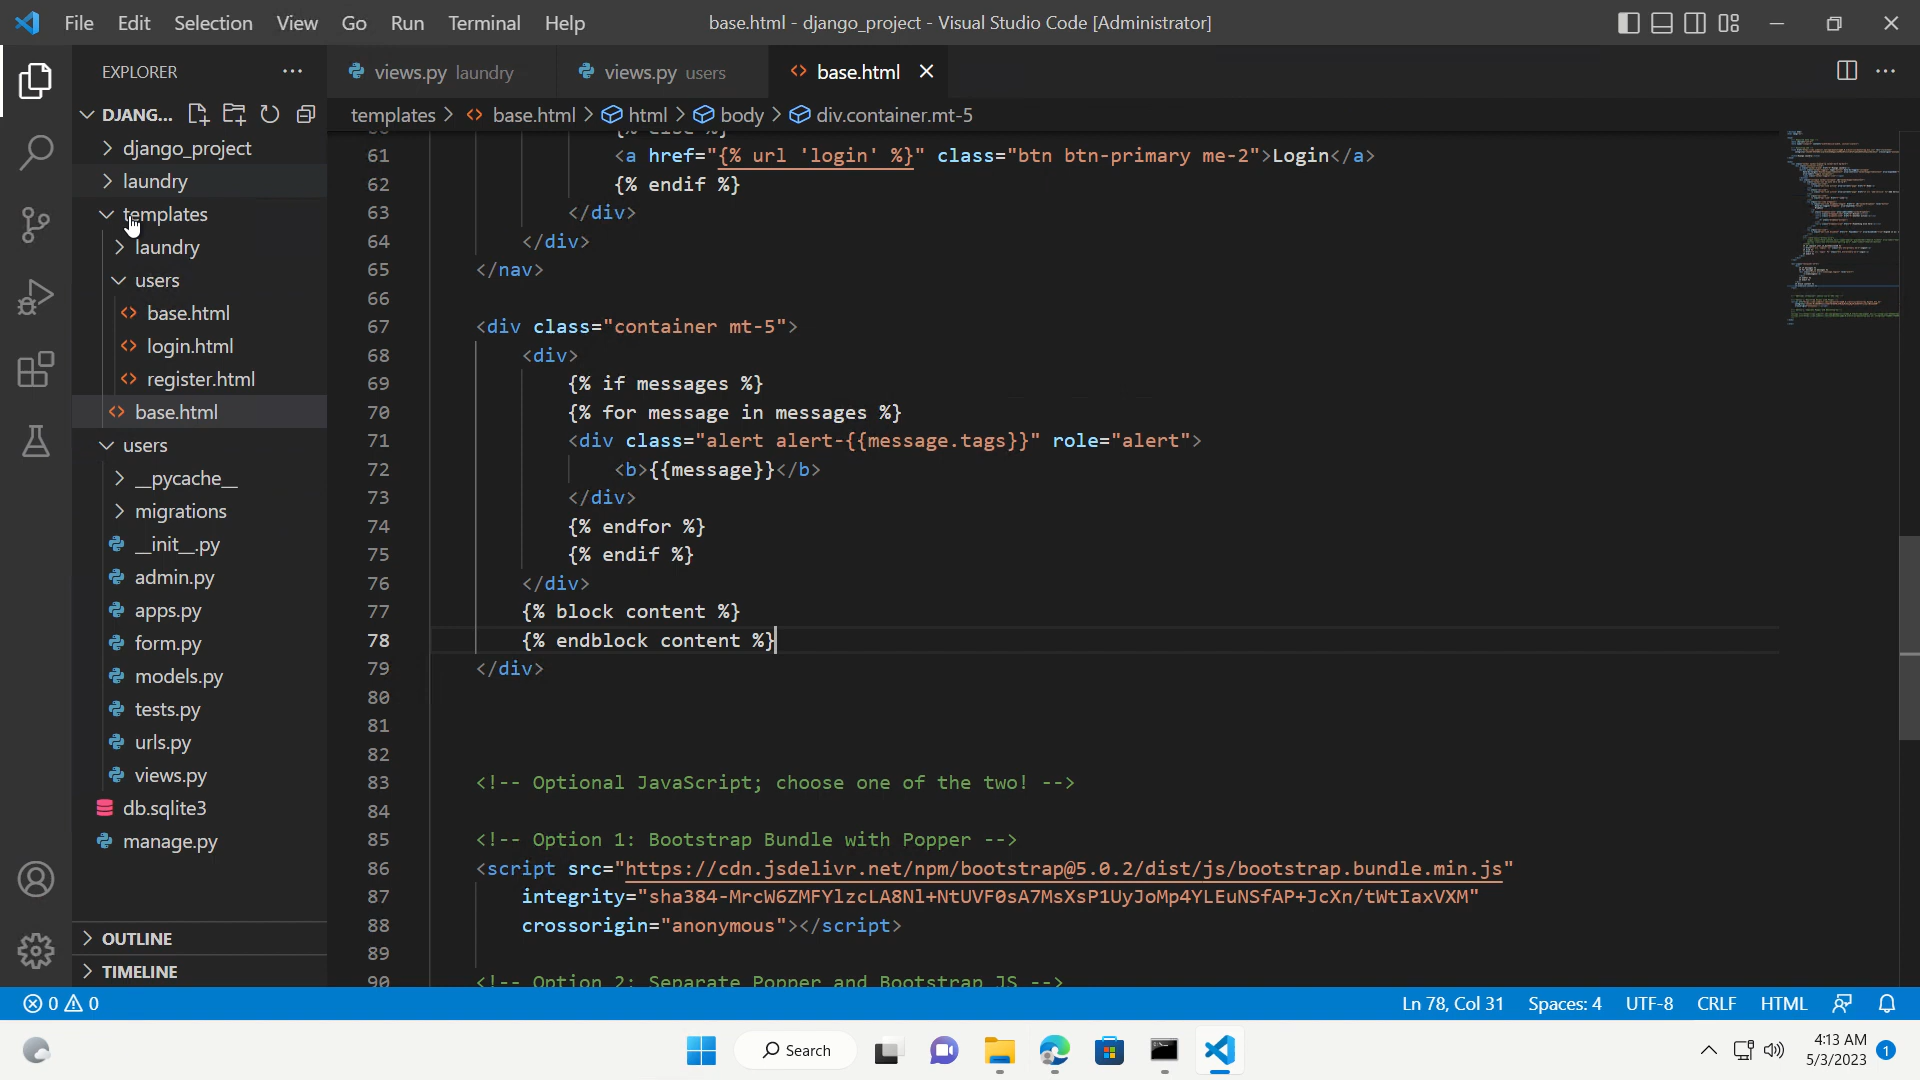 File Edit Selection View Go Run Terminal Help
base.html - django_project - Visual Studio Code [Administrator]
EXPLORER
DJANG...
django_project
laundry
templates
laundry
users
base.html
login.html
register.html
base.html
users
__pycache__
migrations
__init__.py
admin.py
apps.py
form.py
models.py
tests.py
urls.py
views.py
db.sqlite3
manage.py
OUTLINE
TIMELINE
views.py laundry
views.py users
base.html
templates > base.html > html > body > div.container.mt-5
60 {% else %}
61 <a href="{% url 'login' %}" class="btn btn-primary me-2">Login</a>
62 {% endif %}
63 </div>
64 </div>
65 </nav>
66
67 <div class="container mt-5">
68 <div>
69 {% if messages %}
70 {% for message in messages %}
71 <div class="alert alert-{{message.tags}}" role="alert">
72 <b>{{message}}</b>
73 </div>
74 {% endfor %}
75 {% endif %}
76 </div>
77 {% block content %}
78 {% endblock content %}
79 </div>
80
81
82
83 <!-- Optional JavaScript; choose one of the two! -->
84
85 <!-- Option 1: Bootstrap Bundle with Popper -->
86 <script src="https://cdn.jsdelivr.net/npm/bootstrap@5.0.2/dist/js/bootstrap.bundle.min.js"
87 integrity="sha384-MrcW6ZMFYlzcLA8Nl+NtUVF0sA7MsXsP1UyJoMp4YLEuNSfAP+JcXn/tWtIaxVXM"
88 crossorigin="anonymous"></script>
89
90 <!-- Option 2: Separate Popper and Bootstrap JS -->
0 0
Ln 78, Col 31 Spaces: 4 UTF-8 CRLF HTML
Search
4:13 AM
5/3/2023
1